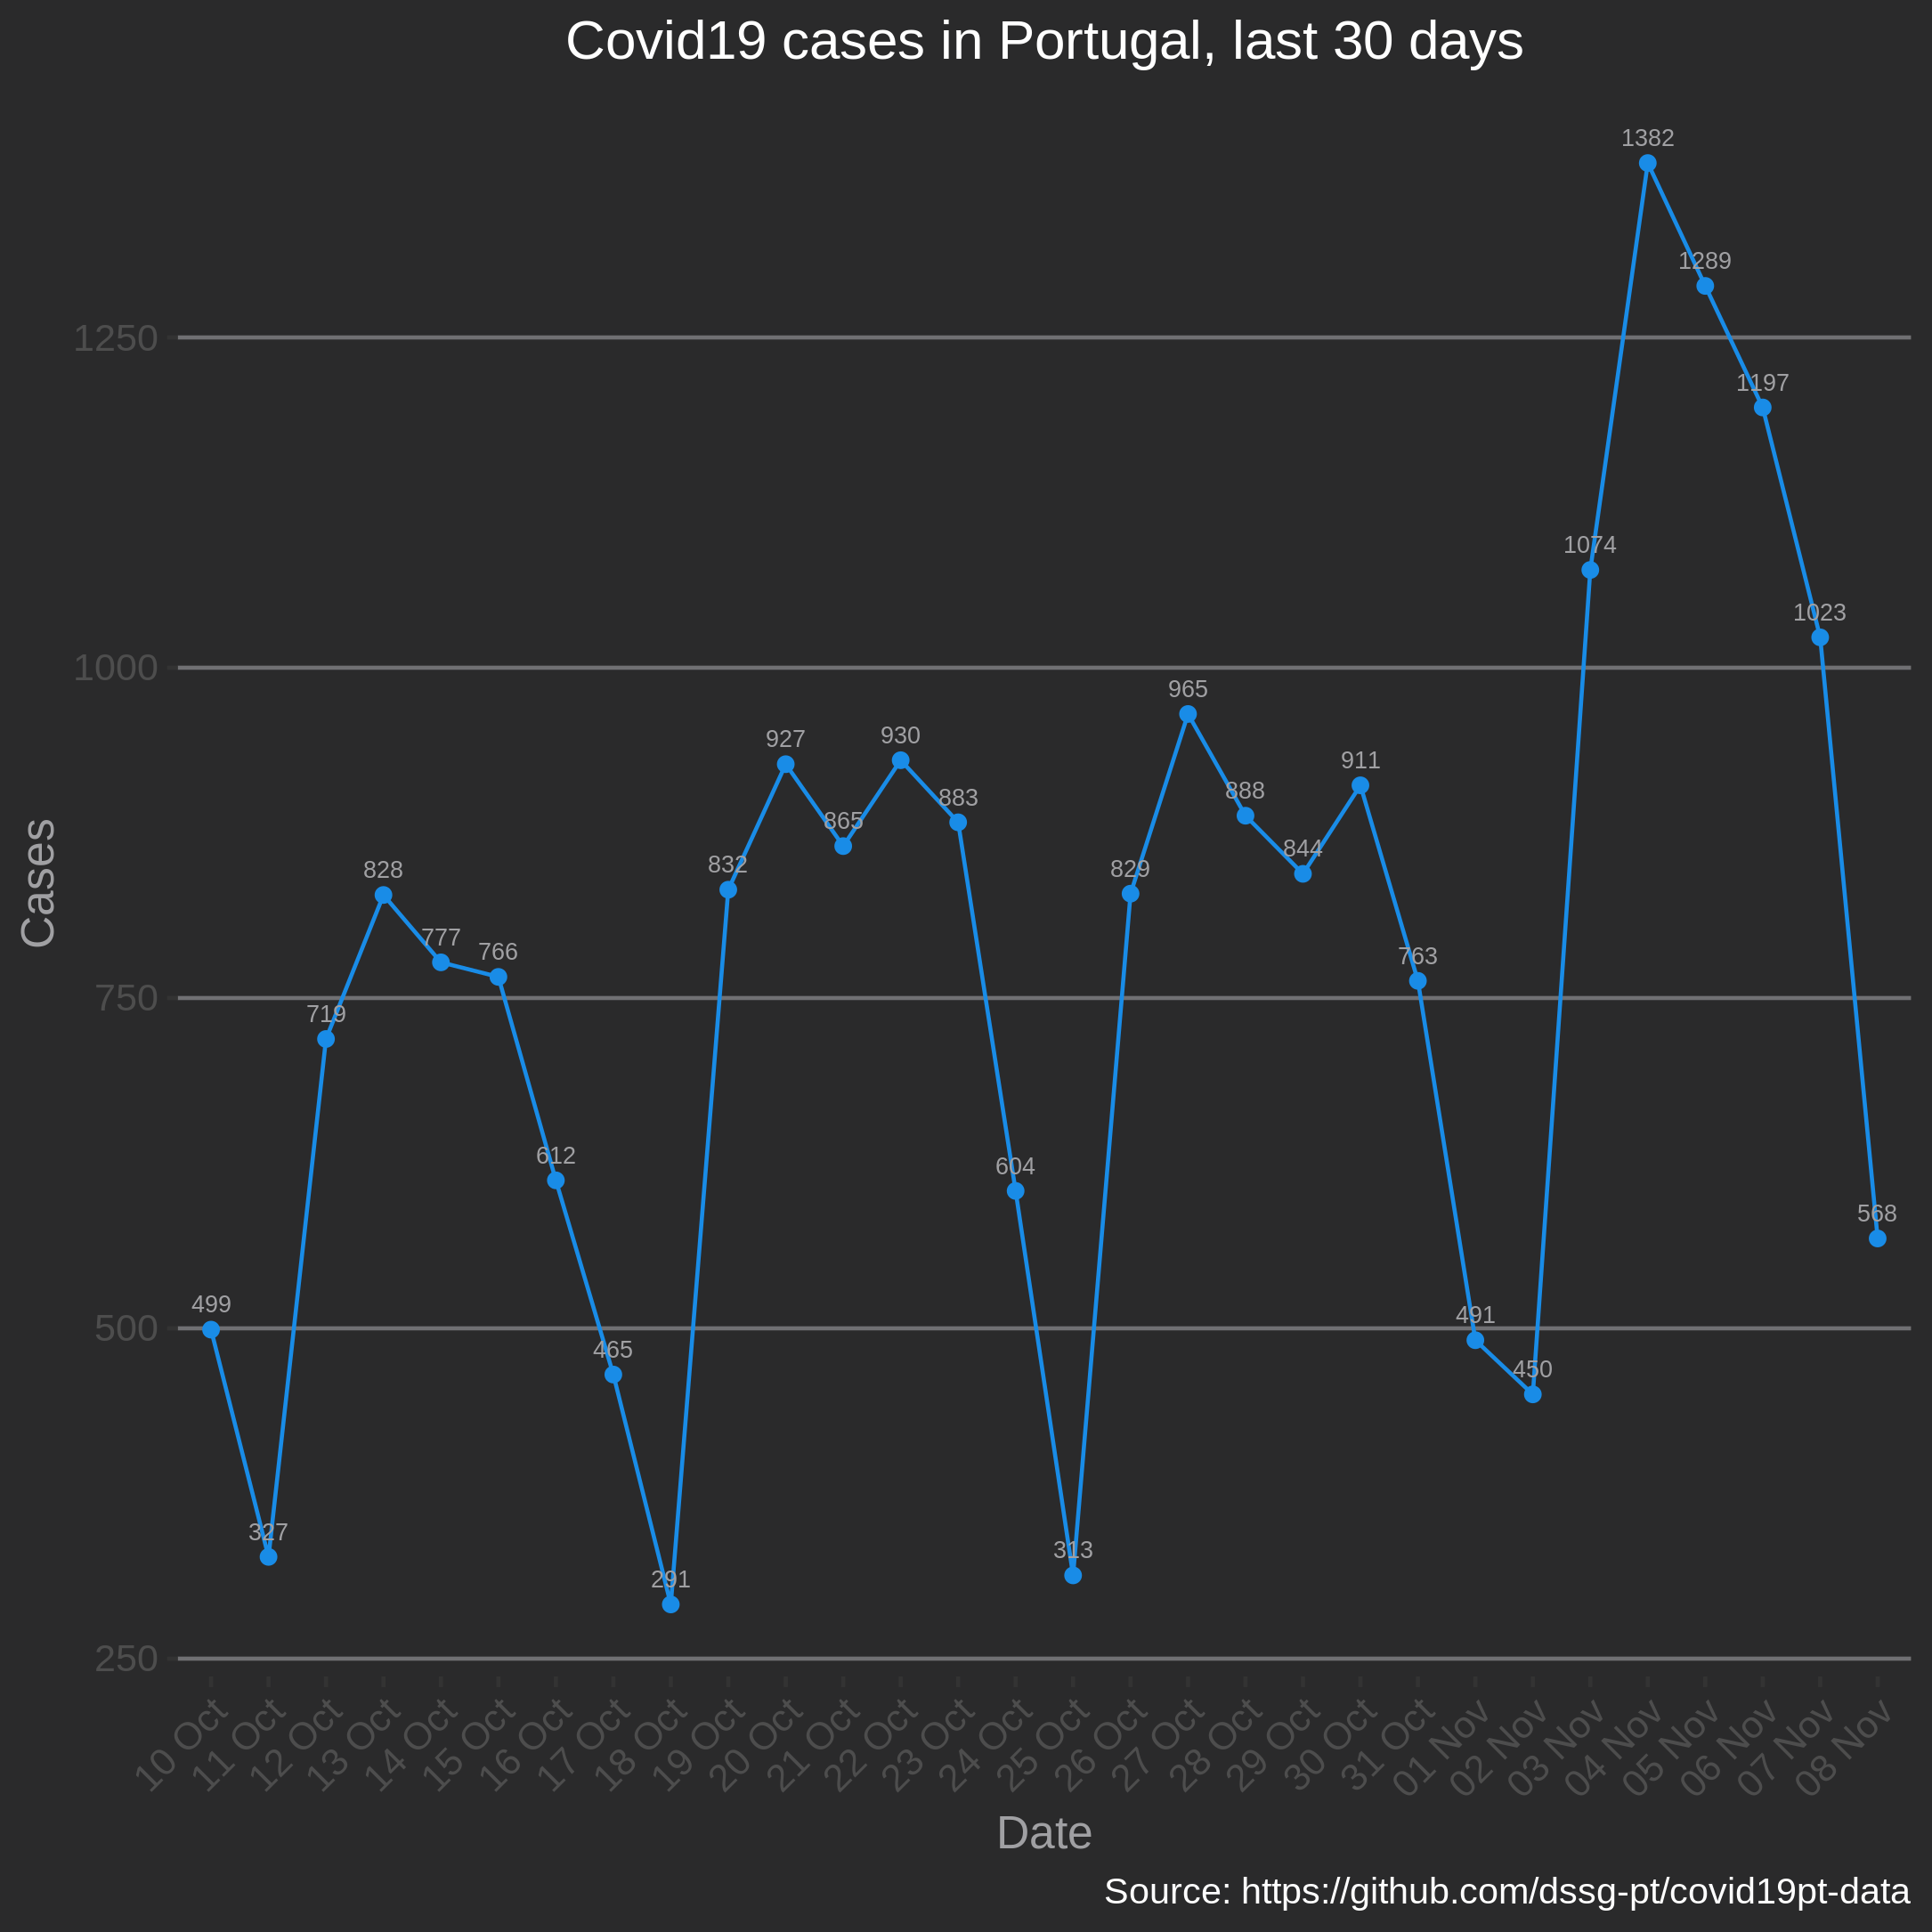 Covid19 cases in Portugal, last 30 days
1382
1289
1250
1197
1074
1023
1000
965
930
927
911
888
883
865
844
832
829
828
777
766
763
750
719
612
604
568
499
500
491
465
450
327
313
291
250
Cases
10 Oct
11 Oct
12 Oct
13 Oct
14 Oct
15 Oct
16 Oct
17 Oct
18 Oct
19 Oct
20 Oct
21 Oct
22 Oct
23 Oct
24 Oct
25 Oct
26 Oct
27 Oct
28 Oct
29 Oct
30 Oct
31 Oct
01 Nov
02 Nov
03 Nov
04 Nov
05 Nov
06 Nov
07 Nov
08 Nov
Date
Source: https://github.com/dssg-pt/covid19pt-data